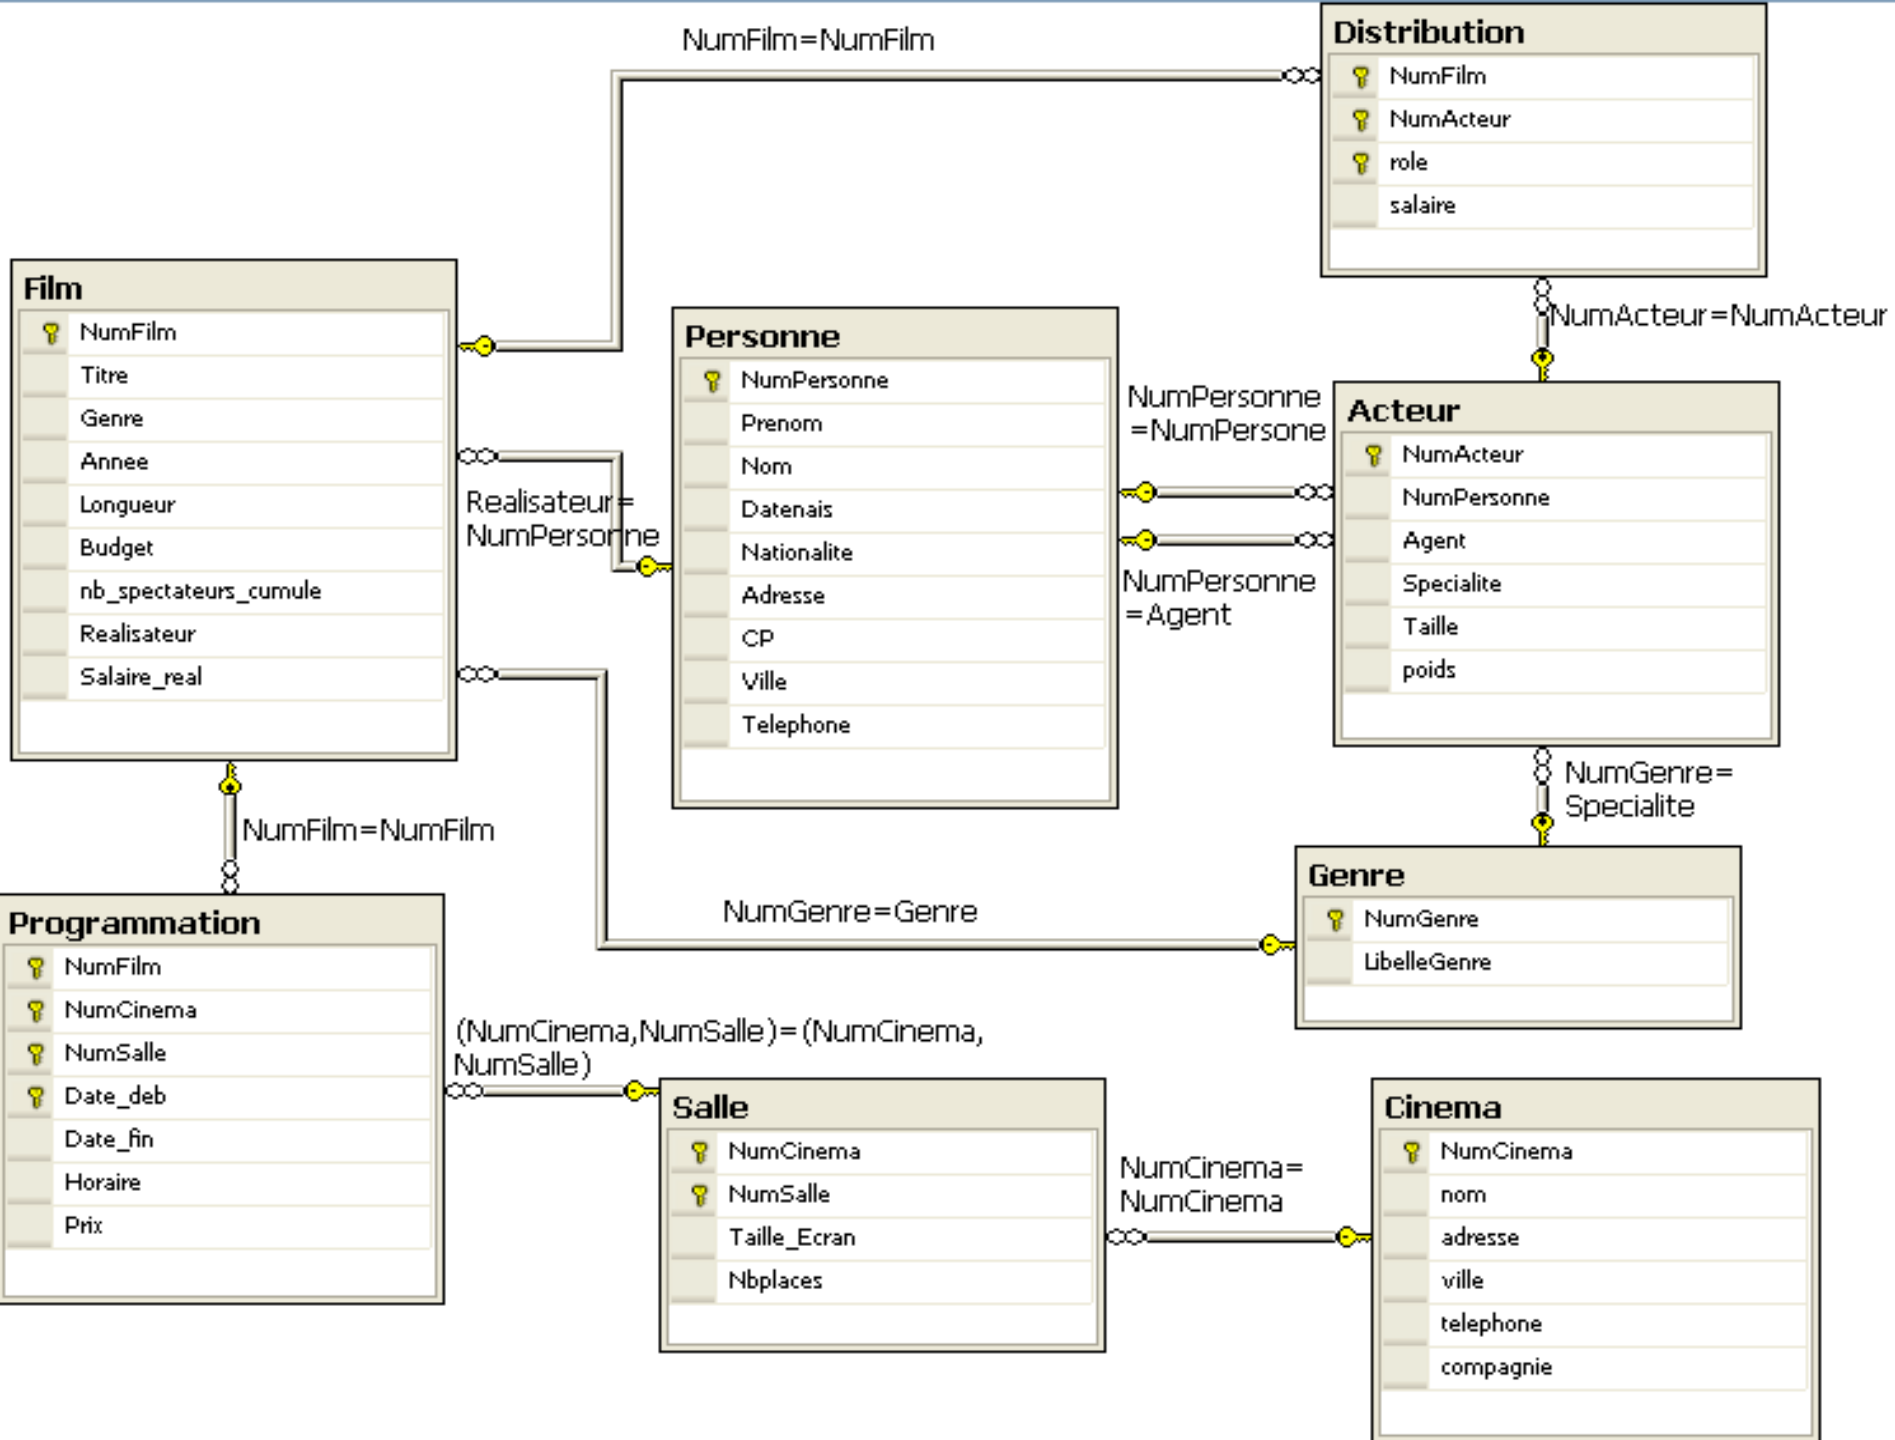 NumFilm=NumFilm
Distribution
NumFilm
NumActeur
role
salaire
Film
NumFilm
Titre
Genre
Annee
Longueur
Budget
nb_spectateurs_cumule
Realisateur
Salaire_real
Realisateur=
NumPersonne
Personne
NumPersonne
Prenom
Nom
Datenais
Nationalite
Adresse
CP
Ville
Telephone
NumPersonne
=NumPersone
NumPersonne
=Agent
NumActeur=NumActeur
Acteur
NumActeur
NumPersonne
Agent
Specialite
Taille
poids
NumGenre=
Specialite
NumFilm=NumFilm
NumGenre=Genre
Genre
NumGenre
LibelleGenre
Programmation
NumFilm
NumCinema
NumSalle
Date_deb
Date_fin
Horaire
Prix
(NumCinema,NumSalle)=(NumCinema,
NumSalle)
Salle
NumCinema
NumSalle
Taille_Ecran
Nbplaces
NumCinema=
NumCinema
Cinema
NumCinema
nom
adresse
ville
telephone
compagnie